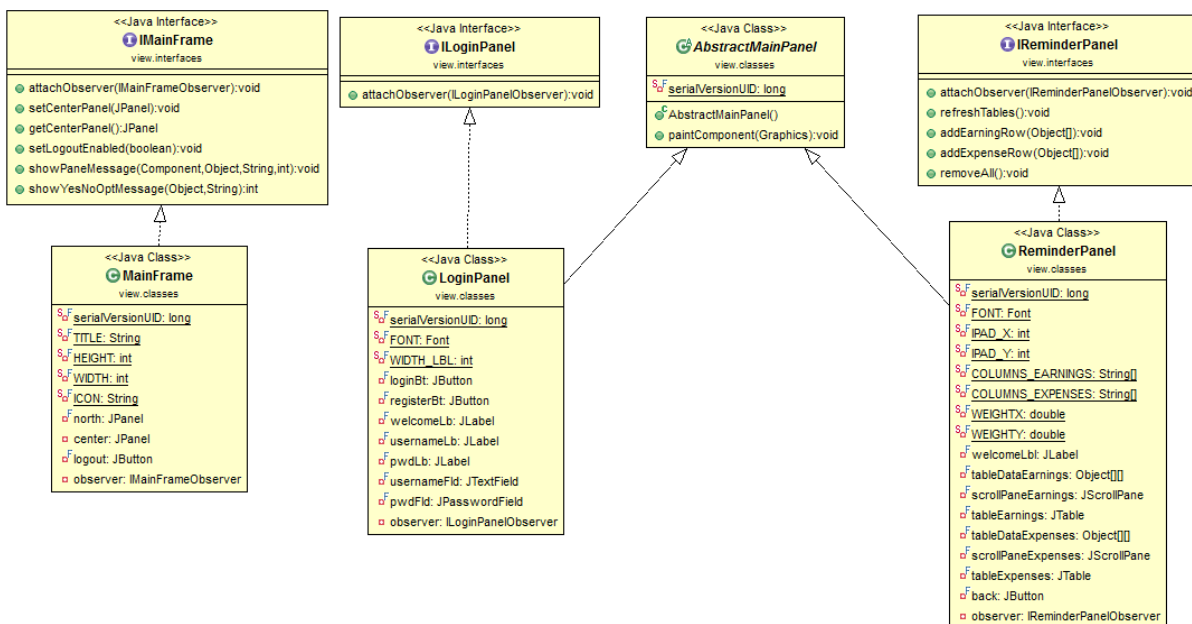 <<Java Interface>>
IMainFrame
view.interfaces
attachObserver(IMainFrameObserver):void
setCenterPanel(JPanel):void
getCenterPanel():JPanel
setLogoutEnabled(boolean):void
showPaneMessage(Component,Object,String,int):void
showYesNoOptMessage(Object,String):int
<<Java Interface>>
ILoginPanel
view.interfaces
attachObserver(ILoginPanelObserver):void
<<Java Class>>
AbstractMainPanel
view.classes
serialVersionUID: long
AbstractMainPanel()
paintComponent(Graphics):void
<<Java Interface>>
IReminderPanel
view.interfaces
attachObserver(IReminderPanelObserver):void
refreshTables():void
addEarningRow(Object[]):void
addExpenseRow(Object[]):void
removeAll():void
<<Java Class>>
MainFrame
view.classes
serialVersionUID: long
TITLE: String
HEIGHT: int
WIDTH: int
ICON: String
north: JPanel
center: JPanel
logout: JButton
observer: IMainFrameObserver
<<Java Class>>
LoginPanel
view.classes
serialVersionUID: long
FONT: Font
WIDTH_LBL: int
loginBt: JButton
registerBt: JButton
welcomeLb: JLabel
usernameLb: JLabel
pwdLb: JLabel
usernameFld: JTextField
pwdFld: JPasswordField
observer: ILoginPanelObserver
<<Java Class>>
ReminderPanel
view.classes
serialVersionUID: long
FONT: Font
IPAD_X: int
IPAD_Y: int
COLUMNS_EARNINGS: String[]
COLUMNS_EXPENSES: String[]
WEIGHTX: double
WEIGHTY: double
welcomeLbl: JLabel
tableDataEarnings: Object[][]
scrollPaneEarnings: JScrollPane
tableEarnings: JTable
tableDataExpenses: Object[][]
scrollPaneExpenses: JScrollPane
tableExpenses: JTable
back: JButton
observer: IReminderPanelObserver